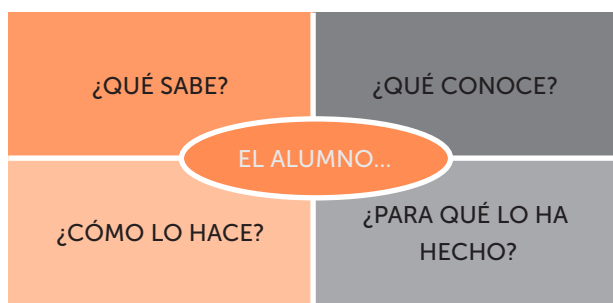 ¿QUÉ SABE?
¿QUÉ CONOCE?
EL ALUMNO...
¿CÓMO LO HACE?
¿PARA QUÉ LO HA
HECHO?